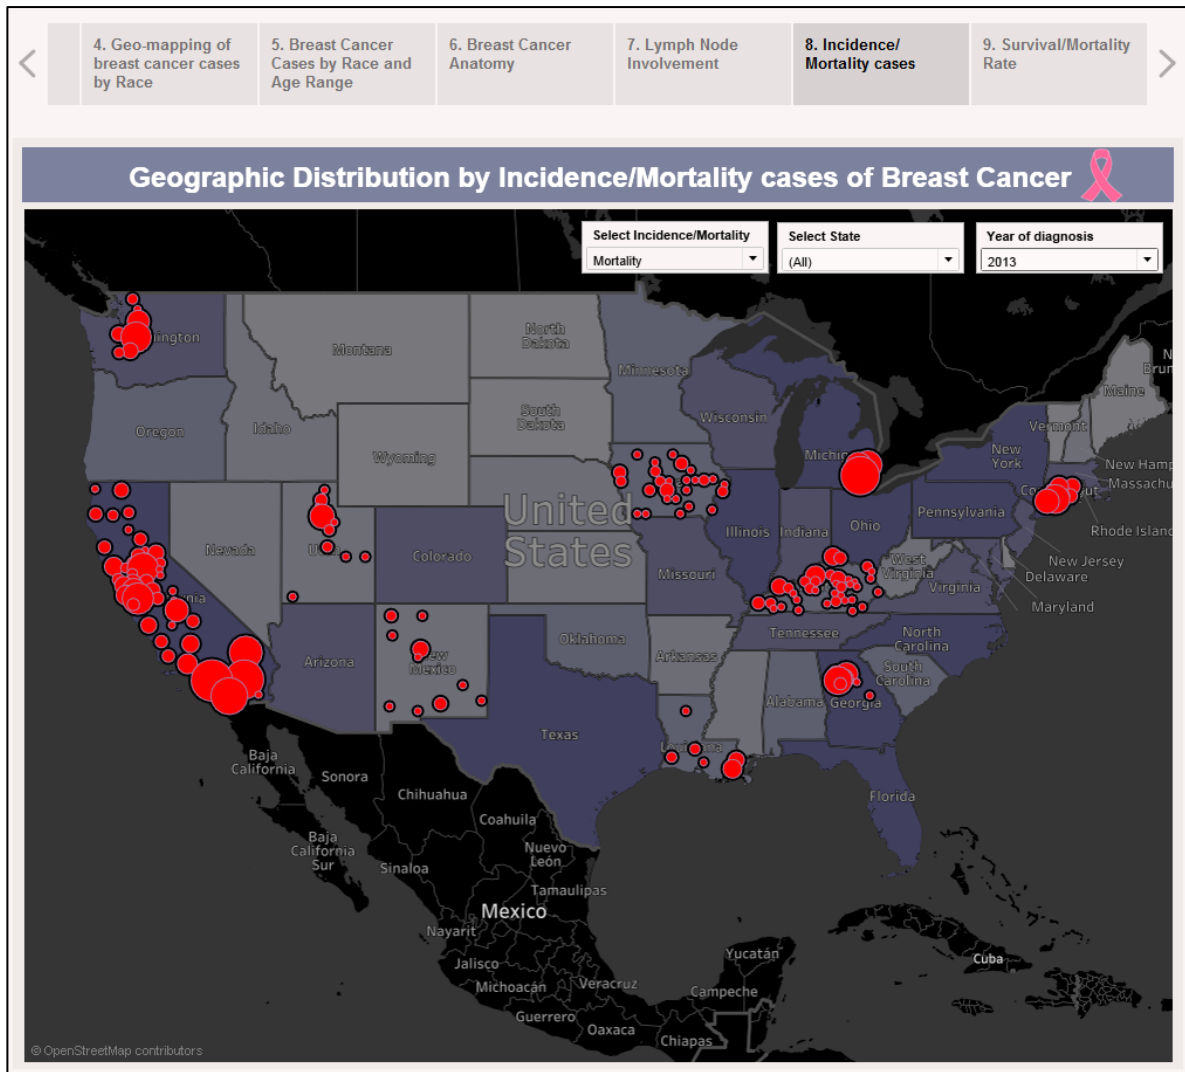 4. Geo-mapping of
breast cancer cases
by Race
5. Breast Cancer
Cases by Race and
Age Range
6. Breast Cancer
Anatomy
7. Lymph Node
Involvement
8. Incidence/
Mortality cases
9. Survival/Mortality
Rate
Geographic Distribution by Incidence/Mortality cases of Breast Cancer
Select Incidence/Mortality
Mortality
Select State
(All)
Year of diagnosis
2013
Montana
North
Dakota
Minnesota
Maine
Vermont
Oregon
Idaho
South
Dakota
Wisconsin
Wyoming
New
York
New Hamp
Massachu
Rhode Island
Pennsylvania
Nevada
United
States
Illinois
Indiana
Ohio
Colorado
West
Virginia
New Jersey
Delaware
Maryland
Missouri
Virginia
Tennessee
North
Carolina
Oklahoma
Arkansas
Arizona
New
Mexico
South
Carolina
Alabama
Georgia
Texas
Louisiana
Florida
Baja
California
Sonora
Chihuahua
Coahuila
Baja
California
Sur
Nuevo
León
Sinaloa
Tamaulipas
Mexico
Nayarit
Jalisco
Michoacán
Veracruz
Yucatán
Campeche
Cuba
Guerrero
Oaxaca
Chiapas
© OpenStreetMap contributors